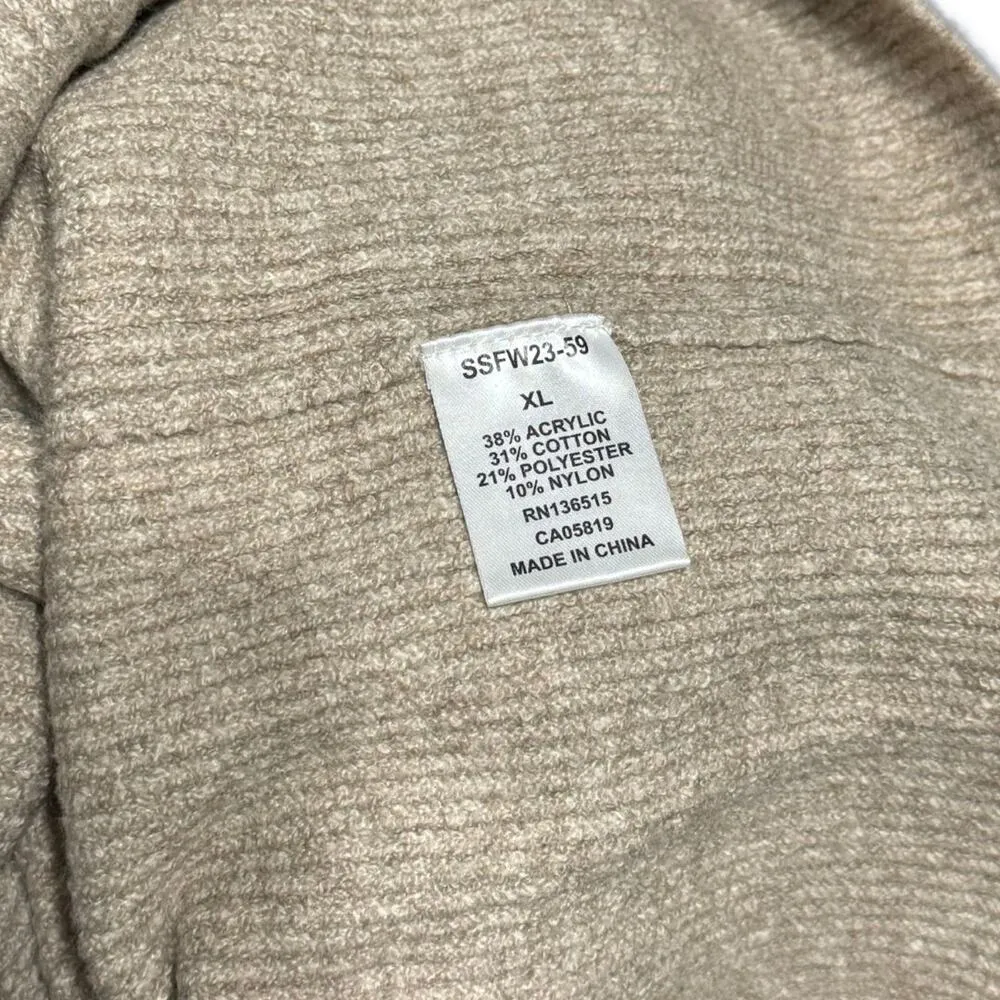 SSFW23-59
XL
38% ACRYLIC
31% COTTON
21% POLYESTER
10% NYLON
RN136515
CA05819
MADE IN CHINA